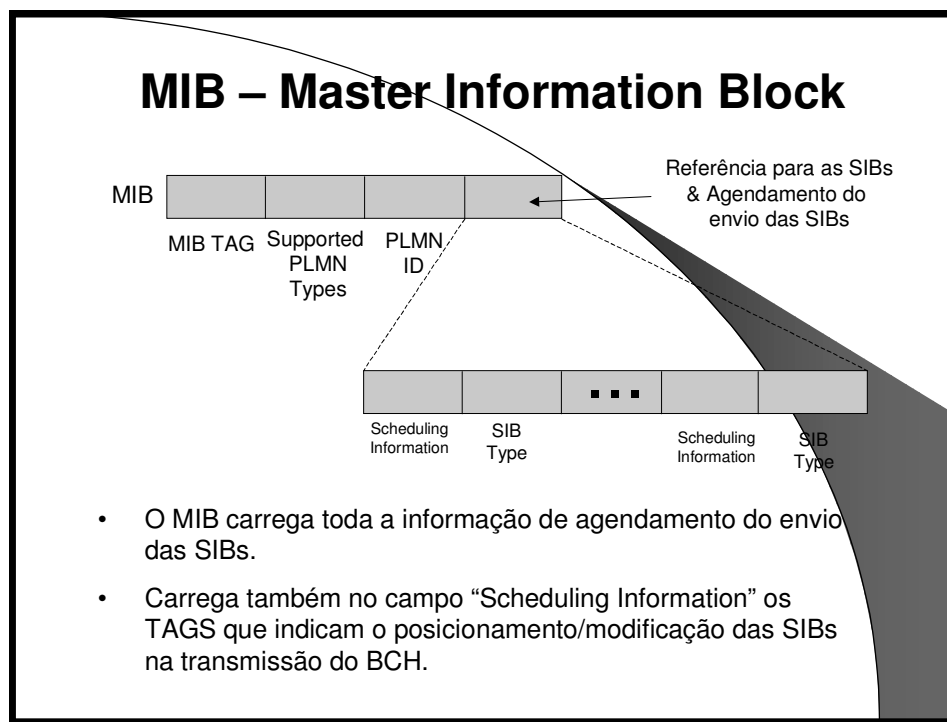 MIB – Master Information Block
Referência para as SIBs
& Agendamento do
envio das SIBs
MIB
MIB TAG
Supported
PLMN
Types
PLMN
ID
Scheduling
Information
SIB
Type
...
Scheduling
Information
SIB
Type
• O MIB carrega toda a informação de agendamento do envio
das SIBs.
• Carrega também no campo “Scheduling Information” os
TAGS que indicam o posicionamento/modificação das SIBs
na transmissão do BCH.